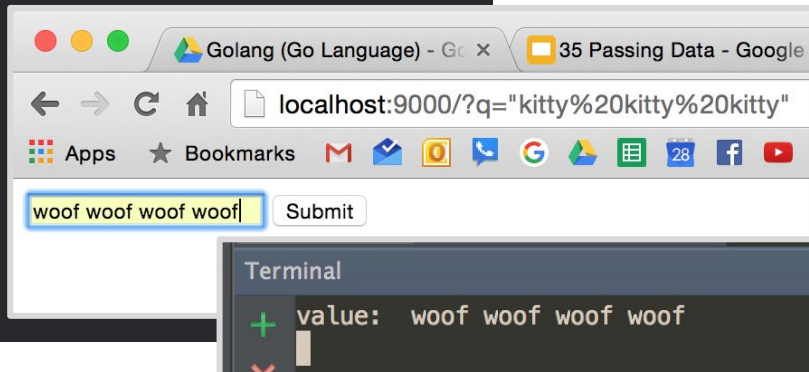 Golang (Go Language) - Go
35 Passing Data - Google
localhost:9000/?q="kitty%20kitty%20kitty"
Apps Bookmarks 28
woof woof woof woof Submit
Terminal
value: woof woof woof woof